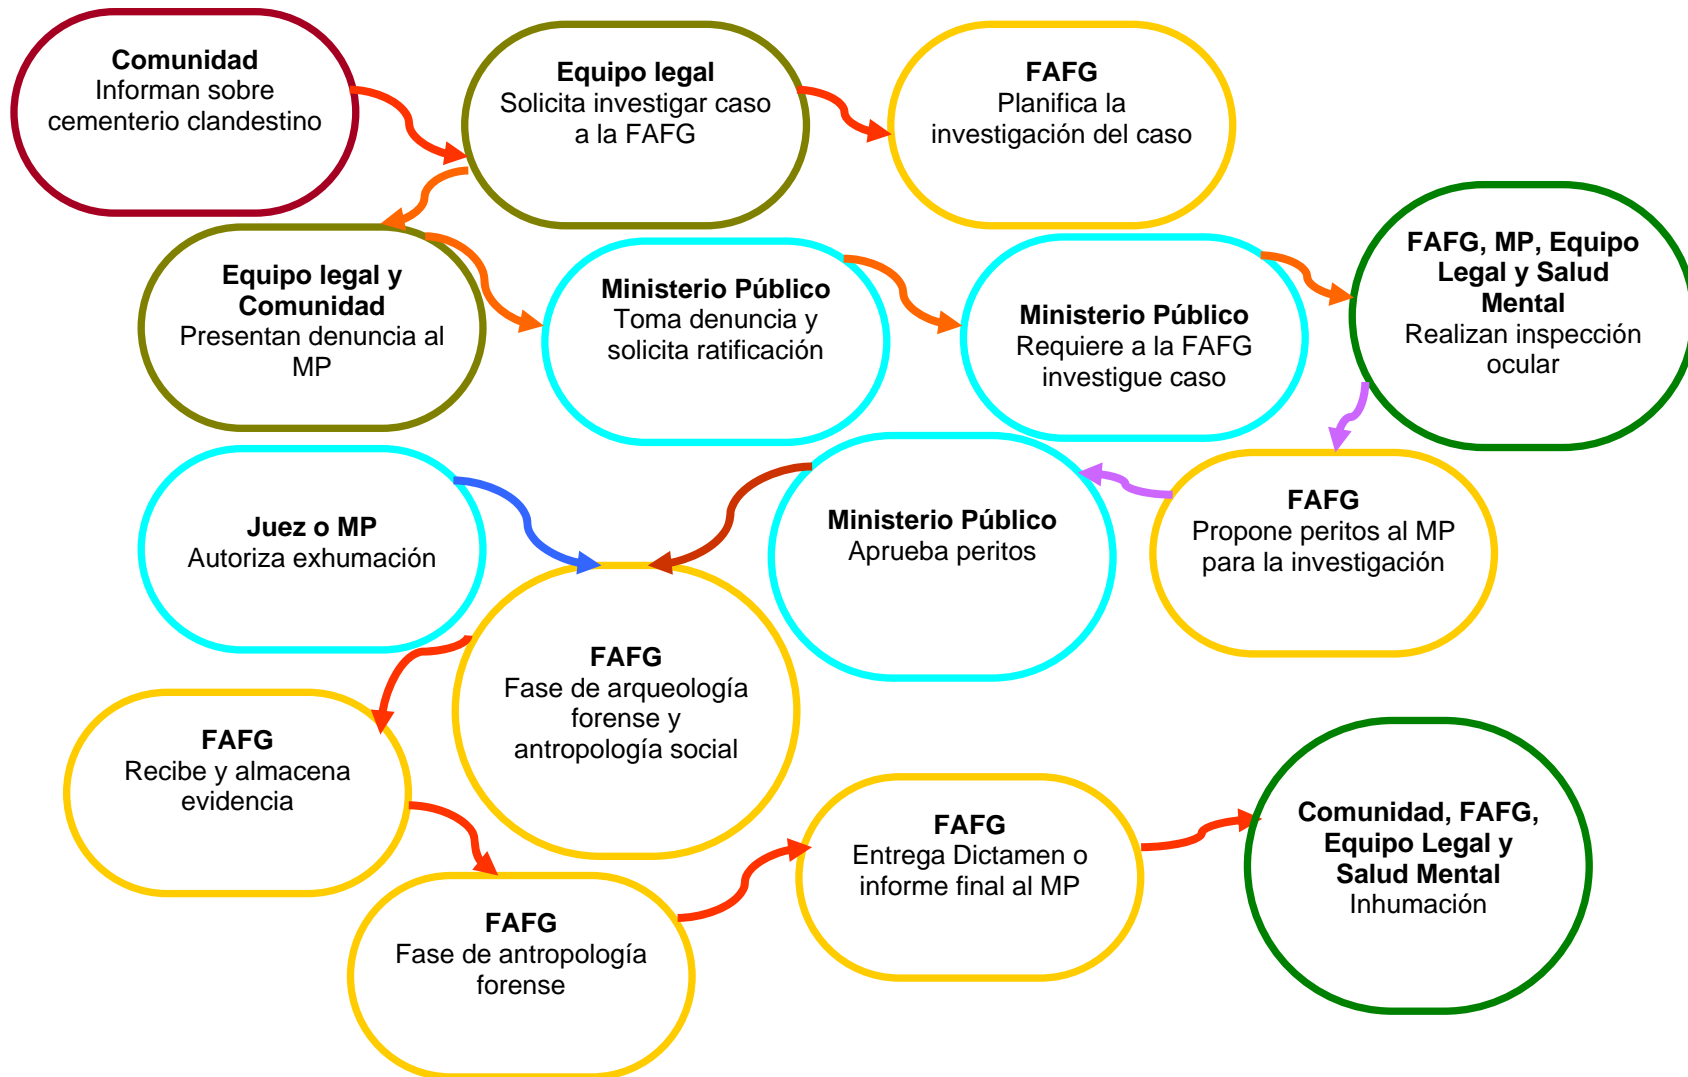 Comunidad
Informan sobre
cementerio clandestino
Equipo legal
Solicita investigar caso
a la FAFG
FAFG
Planifica la
investigación del caso
Equipo legal y
Comunidad
Presentan denuncia al
MP
Ministerio Público
Toma denuncia y
solicita ratificación
Ministerio Público
Requiere a la FAFG
investigue caso
FAFG, MP, Equipo
Legal y Salud
Mental
Realizan inspección
ocular
Juez o MP
Autoriza exhumación
Ministerio Público
Aprueba peritos
FAFG
Propone peritos al MP
para la investigación
FAFG
Fase de arqueología
forense y
antropología social
FAFG
Recibe y almacena
evidencia
FAFG
Fase de antropología
forense
FAFG
Entrega Dictamen o
informe final al MP
Comunidad, FAFG,
Equipo Legal y
Salud Mental
Inhumación